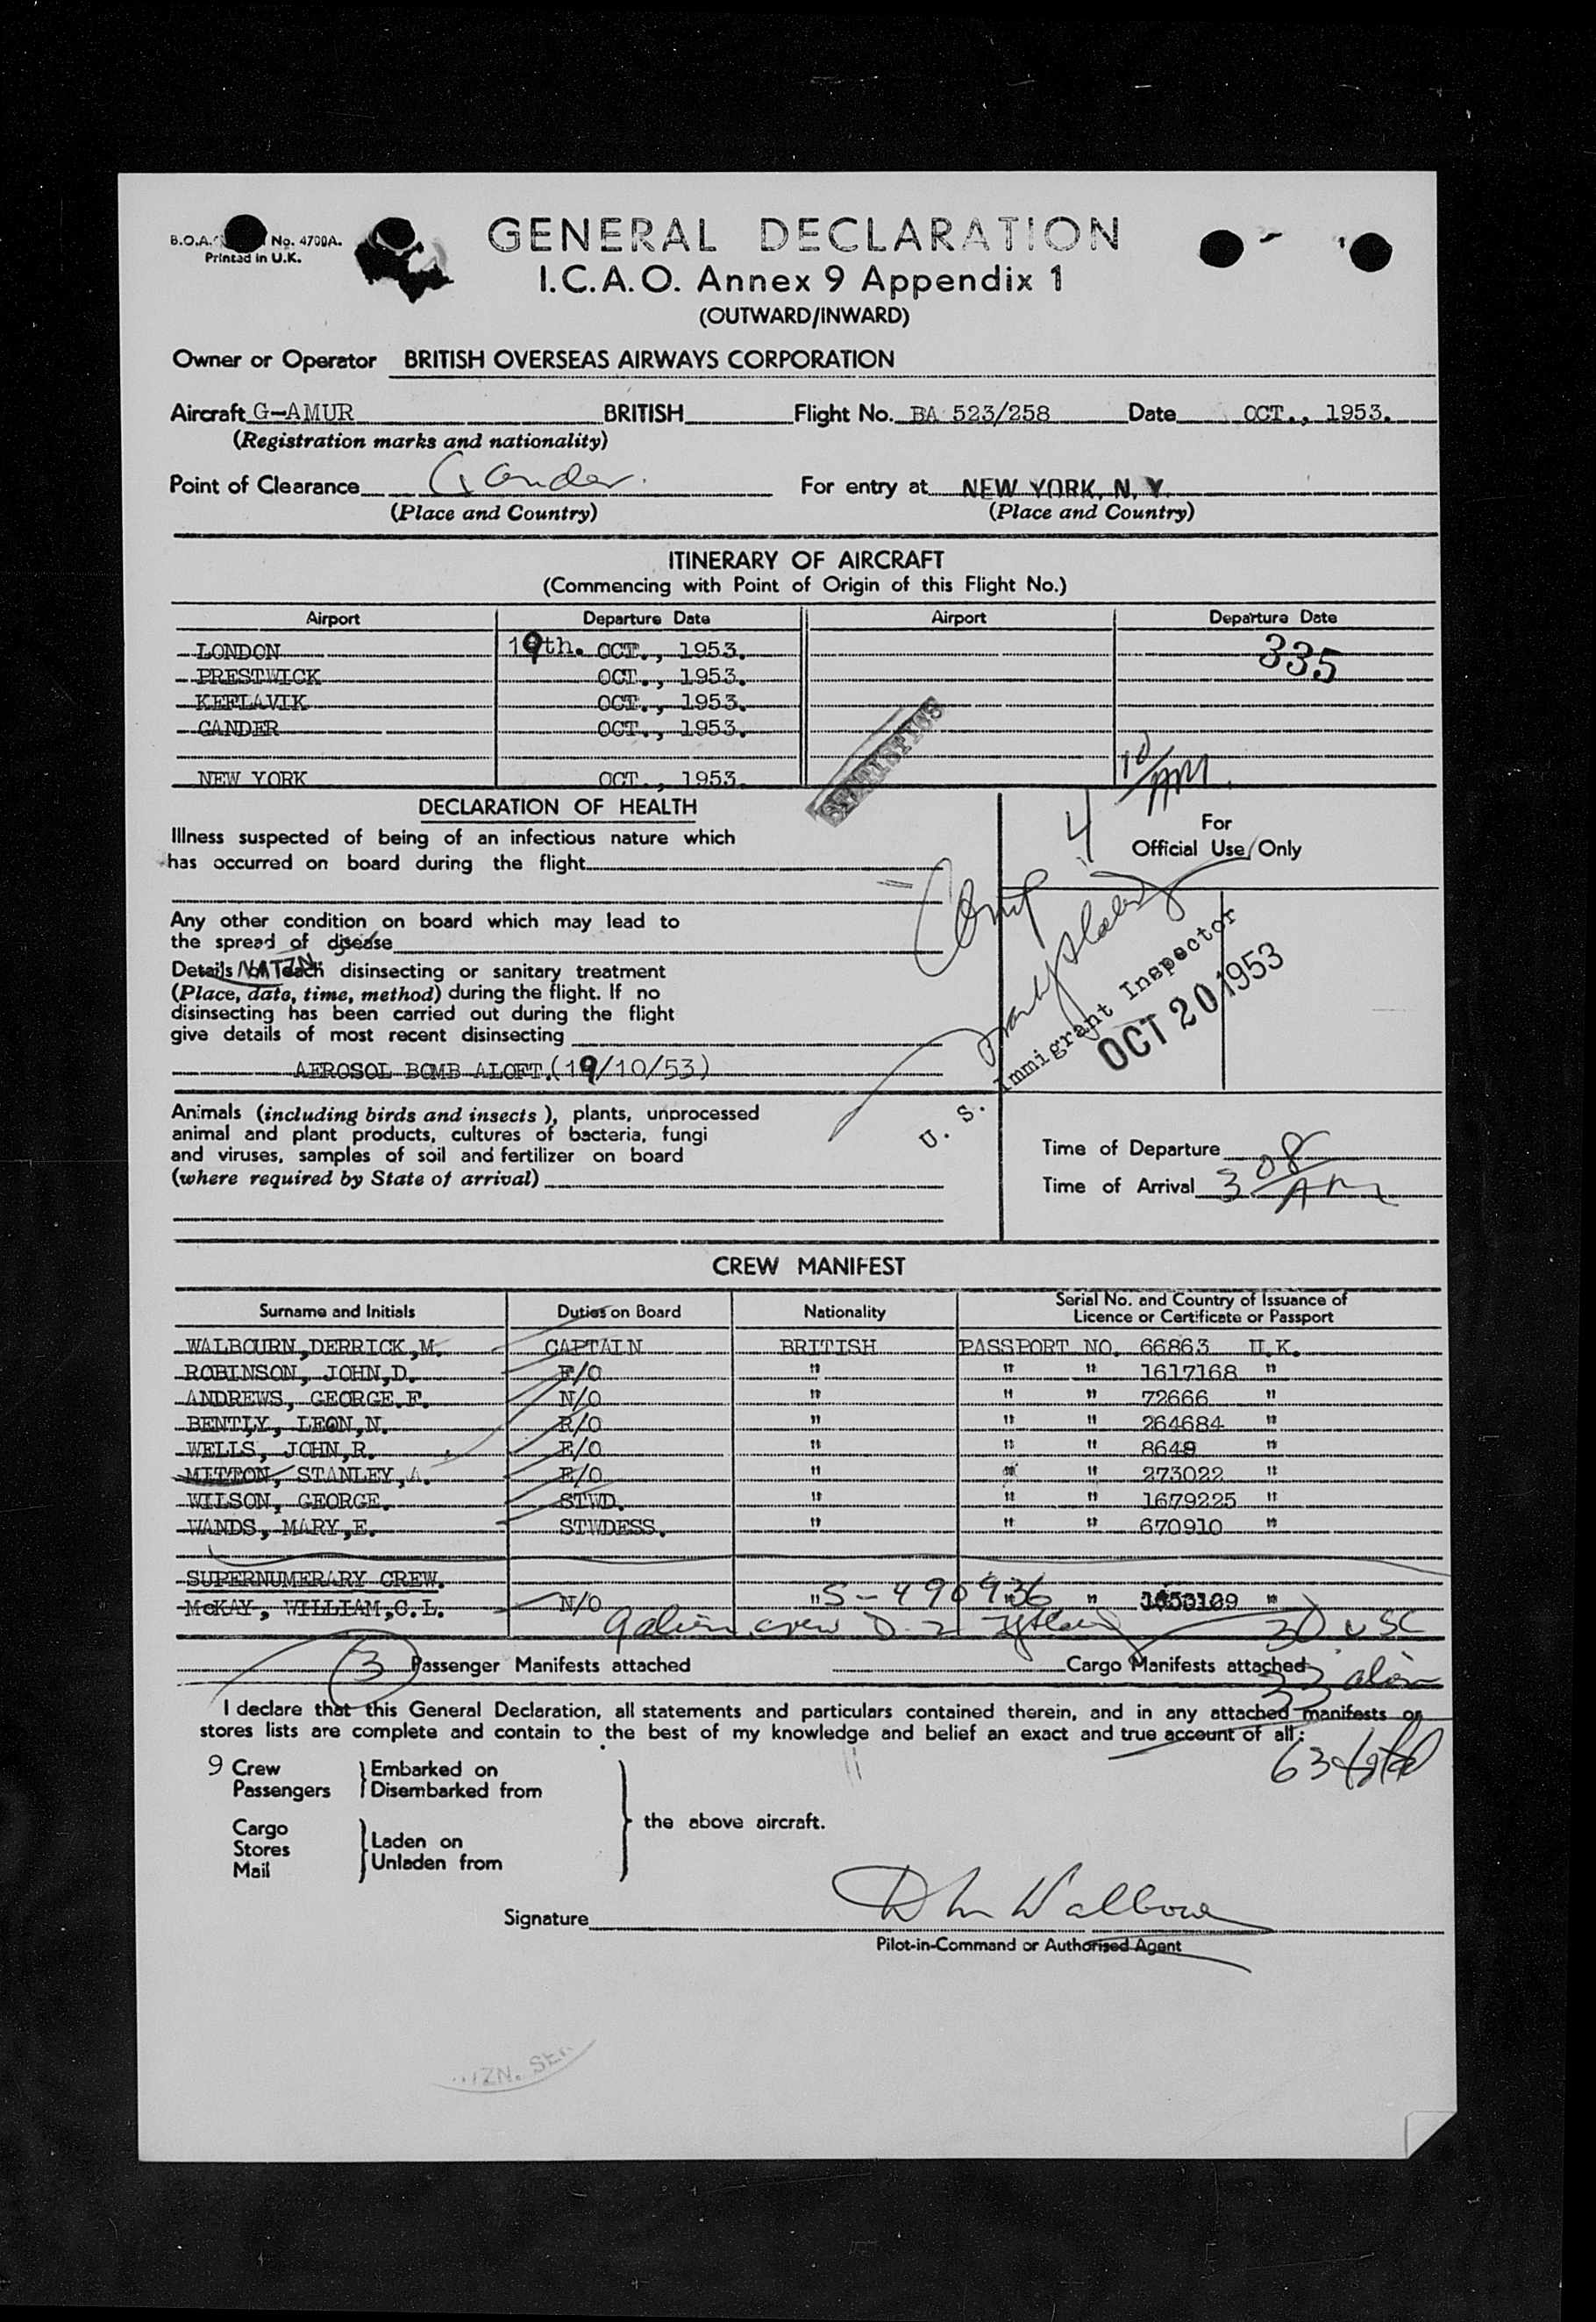 B.O.A. No. 4700A.
Printed in U.K.
GENERAL DECLARATION
I.C.A.O. Annex 9 Appendix 1
(OUTWARD/INWARD)
Owner or Operator BRITISH OVERSEAS AIRWAYS CORPORATION
Aircraft G-AMUR BRITISH Flight No. BA 523/258 Date OCT., 1953.
(Registration marks and nationality)
Point of Clearance Gander. For entry at NEW YORK, N. Y.
(Place and Country) (Place and Country)
ITINERARY OF AIRCRAFT
(Commencing with Point of Origin of this Flight No.)
Airport Departure Date Airport Departure Date
LONDON 19th. OCT., 1953. 335
PRESTWICK OCT., 1953.
KEFLAVIK OCT., 1953.
GANDER OCT., 1953.
STATISTICS
NEW YORK OCT., 1953.
4 10/AM
DECLARATION OF HEALTH
For
Official Use Only
Illness suspected of being of an infectious nature which
has occurred on board during the flight
Any other condition on board which may lead to
the spread of disease
Details of each disinsecting or sanitary treatment
(Place, date, time, method) during the flight. If no
disinsecting has been carried out during the flight
give details of most recent disinsecting
AEROSOL BOMB ALOFT.(19/10/53)
U. S. Immigrant Inspector
OCT 20 1953
Animals (including birds and insects), plants, unprocessed
animal and plant products, cultures of bacteria, fungi
and viruses, samples of soil and fertilizer on board
(where required by State of arrival)
Time of Departure
Time of Arrival 3 08/AM
CREW MANIFEST
Surname and Initials Duties on Board Nationality Serial No. and Country of Issuance of
Licence or Certificate or Passport
WALBOURN,DERRICK,M. CAPTAIN BRITISH PASSPORT NO. 66863 U.K.
ROBINSON, JOHN,D. F/O " " " 1617168 "
ANDREWS, GEORGE.F. N/O " " " 72666 "
BENTLY, LEON,N. R/O " " " 264684 "
WELLS, JOHN,R. E/O " " " 8649 "
MITTON, STANLEY,A. E/O " " " 273022 "
WILSON, GEORGE. STWD. " " " 1679225 "
WANDS, MARY,E. STWDESS. " " " 670910 "
SUPERNUMERARY CREW.
McKAY, WILLIAM,C.L. N/O " S-490936 " "
9 alien crew D-2 30 USC
3 Passenger Manifests attached Cargo Manifests attached
33 alien
I declare that this General Declaration, all statements and particulars contained therein, and in any attached manifests or
stores lists are complete and contain to the best of my knowledge and belief an exact and true account of all:
63 total
9 Crew Embarked on
Passengers Disembarked from
the above aircraft.
Cargo
Stores Laden on
Mail Unladen from
Signature D M Walbourn
Pilot-in-Command or Authorised Agent
ZN. SE